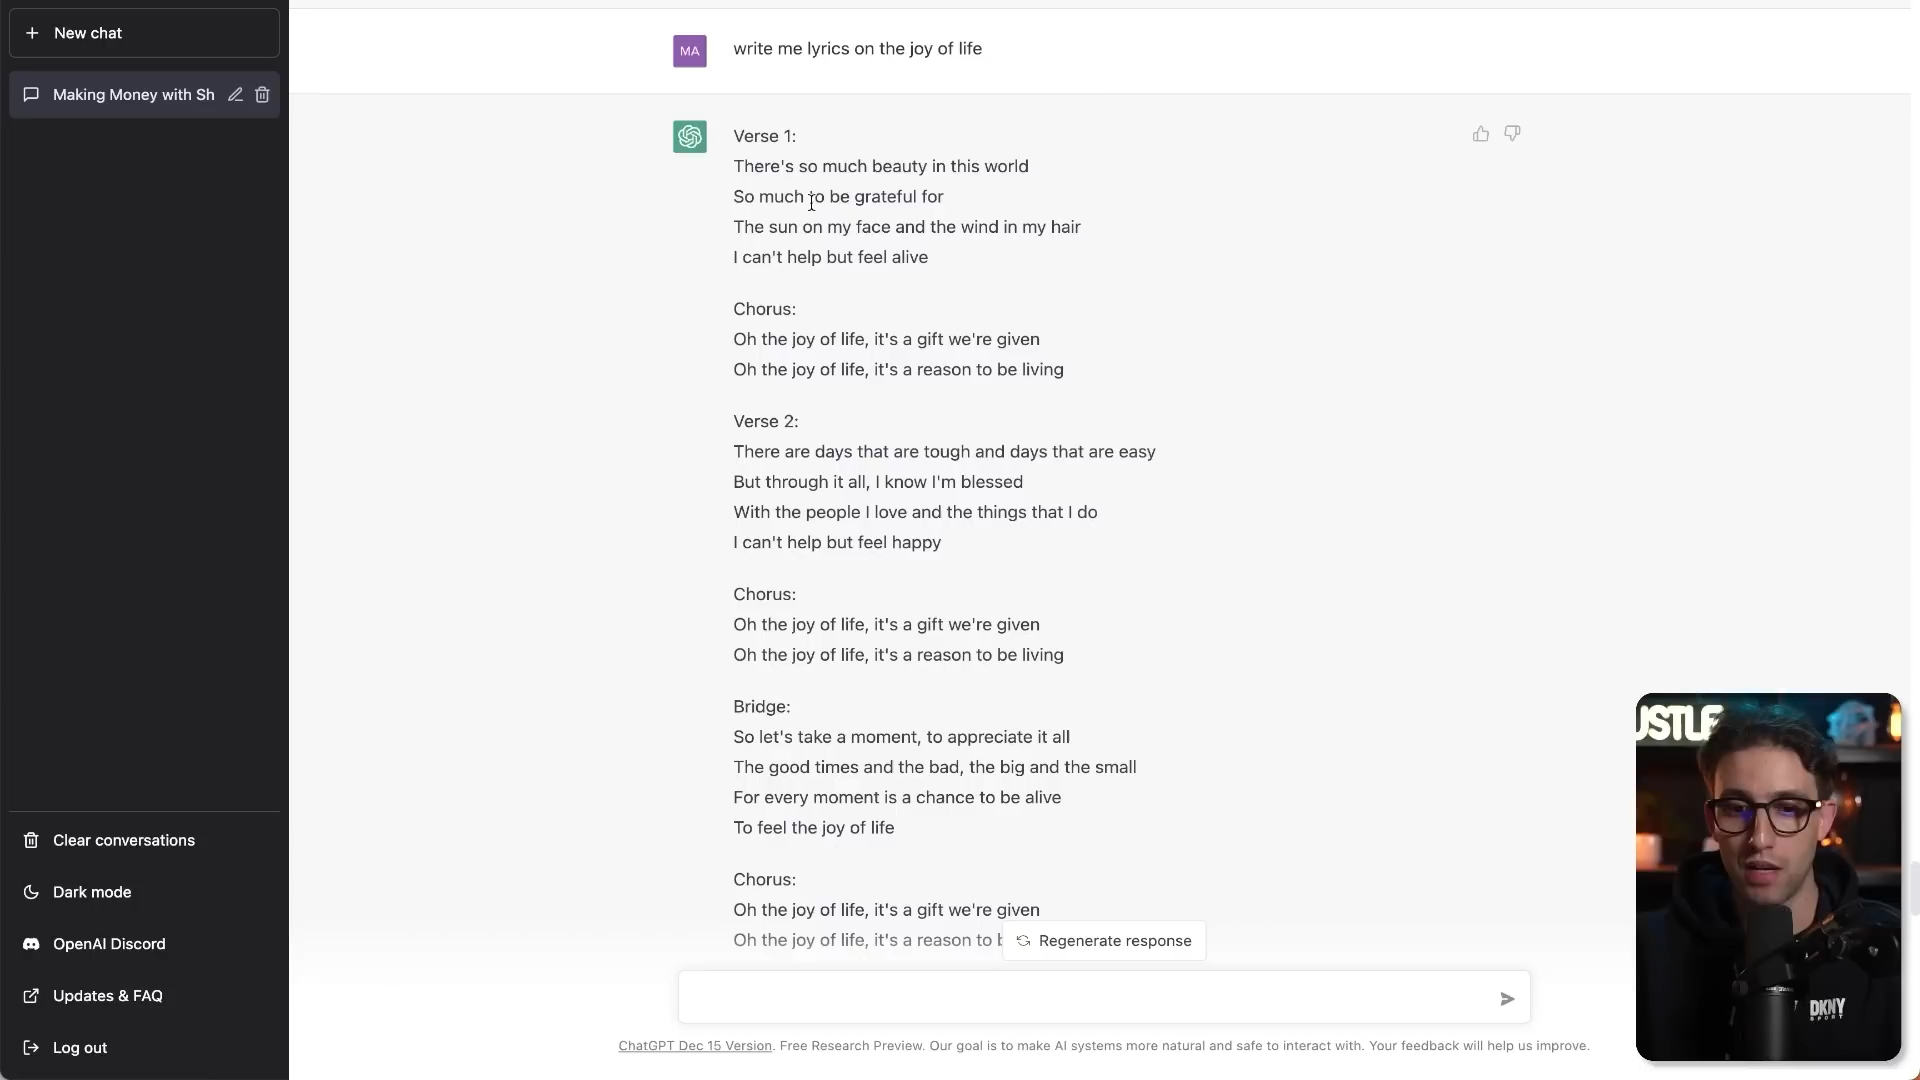 New chat
Making Money with Sh
Clear conversations
Dark mode
OpenAI Discord
Updates & FAQ
Log out
MA
write me lyrics on the joy of life
Verse 1:
There's so much beauty in this world
So much to be grateful for
The sun on my face and the wind in my hair
I can't help but feel alive
Chorus:
Oh the joy of life, it's a gift we're given
Oh the joy of life, it's a reason to be living
Verse 2:
There are days that are tough and days that are easy
But through it all, I know I'm blessed
With the people I love and the things that I do
I can't help but feel happy
Chorus:
Oh the joy of life, it's a gift we're given
Oh the joy of life, it's a reason to be living
Bridge:
So let's take a moment, to appreciate it all
The good times and the bad, the big and the small
For every moment is a chance to be alive
To feel the joy of life
Chorus:
Oh the joy of life, it's a gift we're given
Oh the joy of life, it's a reason to b
Regenerate response
ChatGPT Dec 15 Version. Free Research Preview. Our goal is to make AI systems more natural and safe to interact with. Your feedback will help us improve.
USTLE
DKNY
SPORT